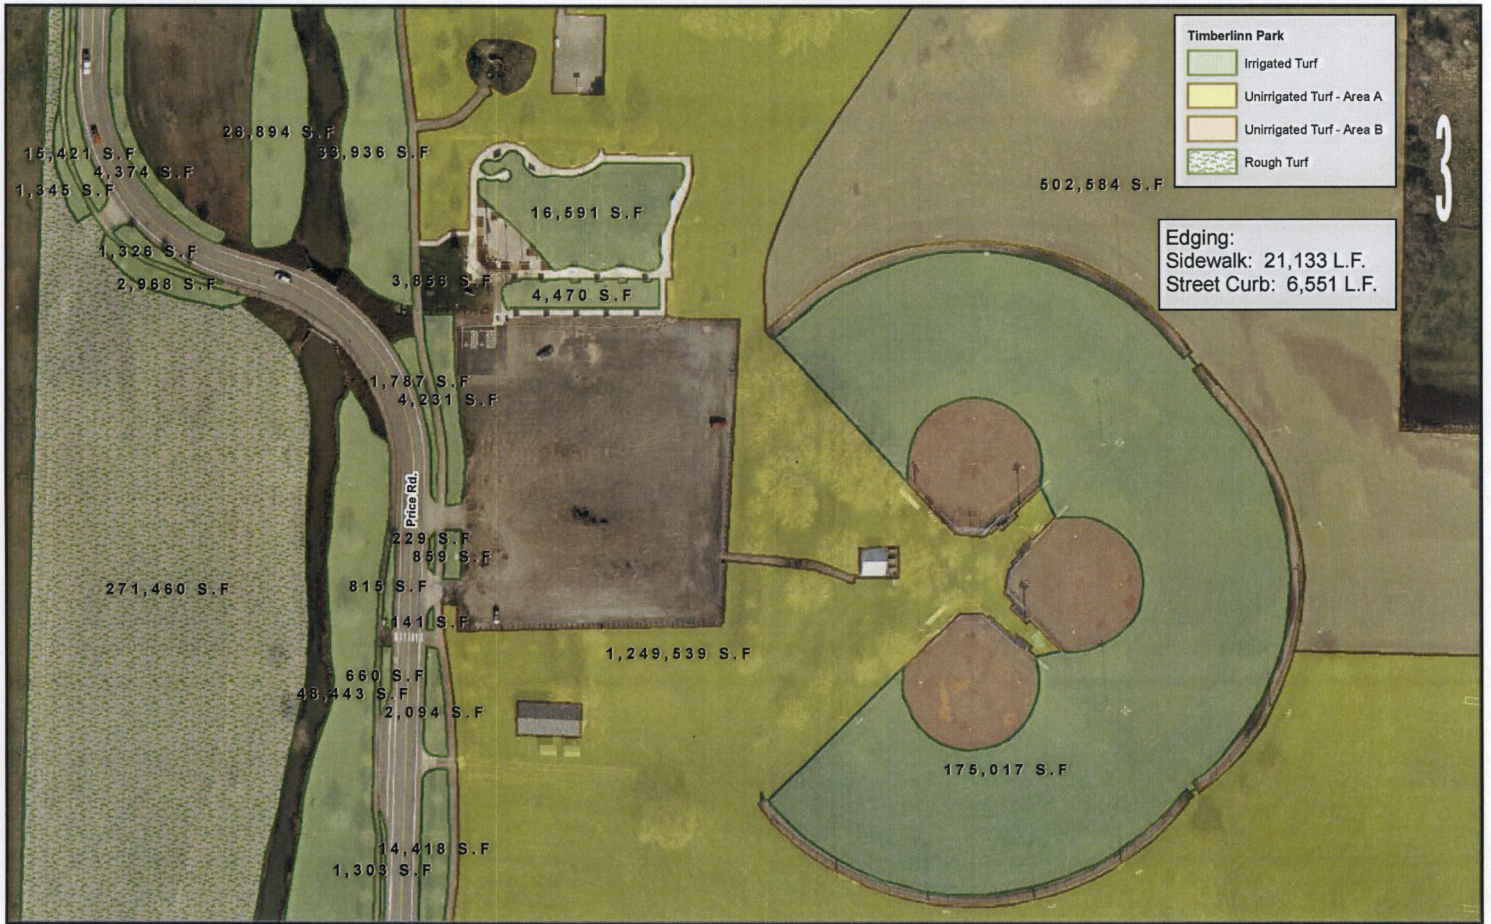 Timberlinn Park
Irrigated Turf
Unirrigated Turf - Area A
Unirrigated Turf - Area B
Rough Turf
3
Edging:
Sidewalk: 21,133 L.F.
Street Curb: 6,551 L.F.
26,894 S.F
33,936 S.F
15,421 S.F
4,374 S.F
1,345 S.F
502,584 S.F
16,591 S.F
1,326 S.F
2,968 S.F
3,856 S.F
4,470 S.F
1,787 S.F
4,231 S.F
Price Rd.
229 S.F
859 S.F
815 S.F
271,460 S.F
141 S.F
1,249,539 S.F
660 S.F
48,443 S.F
2,094 S.F
175,017 S.F
14,418 S.F
1,303 S.F